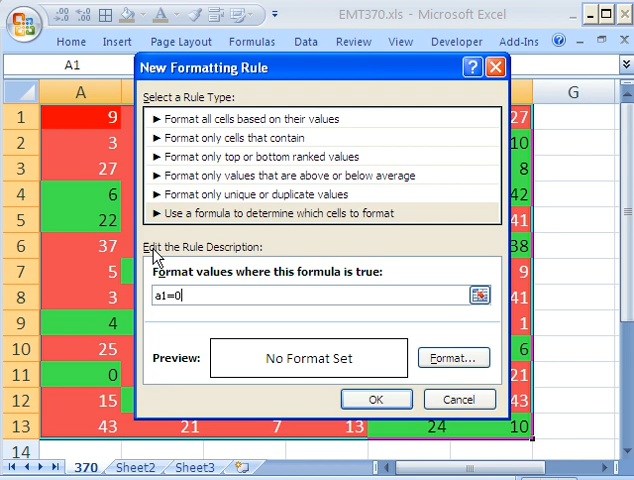 EMT370.xls - Microsoft Excel
Home Insert Page Layout Formulas Data Review View Developer Add-Ins
A1
New Formatting Rule
A G
Select a Rule Type:
► Format all cells based on their values
► Format only cells that contain
► Format only top or bottom ranked values
► Format only values that are above or below average
► Format only unique or duplicate values
► Use a formula to determine which cells to format
Edit the Rule Description:
Format values where this formula is true:
a1=0
Preview:
No Format Set
Format...
OK Cancel
1 9 27
2 3 10
3 27 8
4 6 42
5 22 41
6 37 38
7 5 9
8 3 41
9 4 1
10 25 6
11 0 21
12 15 43
13 43 21 7 13 24 10
14
370 Sheet2 Sheet3